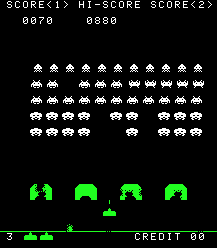 SCORE<1> HI-SCORE SCORE<2>
0070 0880
3 CREDIT 00